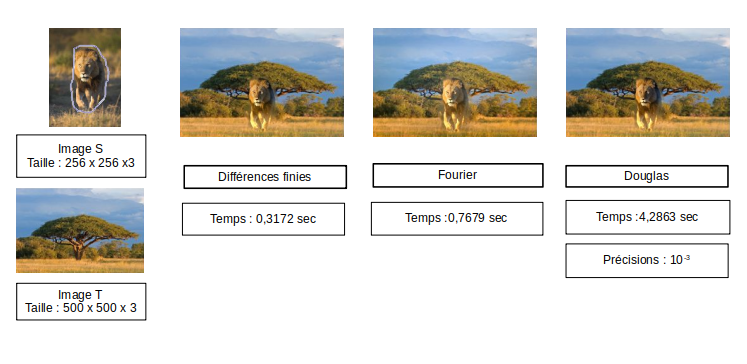 Image S
Taille : 256 x 256 x3
Image T
Taille : 500 x 500 x 3
Différences finies
Temps : 0,3172 sec
Fourier
Temps :0,7679 sec
Douglas
Temps :4,2863 sec
Précisions : 10⁻³